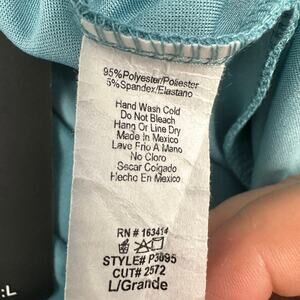 95%Polyester/Poliester
5%Spandex/Elastano
Hand Wash Cold
Do Not Bleach
Hang Or Line Dry
Made In Mexico
Lave Frio A Mano
No Cloro
Secar Colgado
Hecho En Mexico
RN # 163414
STYLE# P3095
CUT# 2572
L/Grande
:L